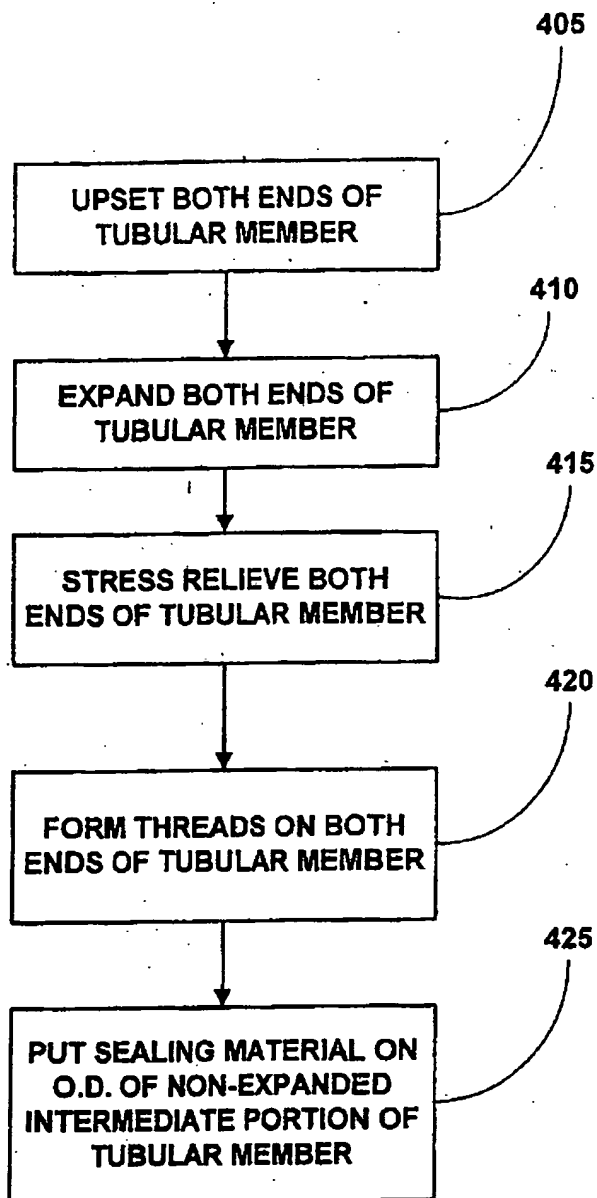 405
UPSET BOTH ENDS OF
TUBULAR MEMBER
410
EXPAND BOTH ENDS OF
TUBULAR MEMBER
415
STRESS RELIEVE BOTH
ENDS OF TUBULAR MEMBER
420
FORM THREADS ON BOTH
ENDS OF TUBULAR MEMBER
425
PUT SEALING MATERIAL ON
O.D. OF NON-EXPANDED
INTERMEDIATE PORTION OF
TUBULAR MEMBER